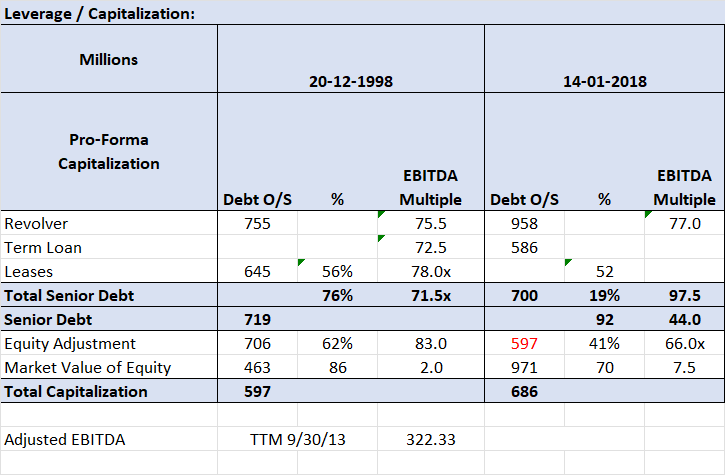 Leverage / Capitalization:
Millions 20-12-1998 14-01-2018
Pro-Forma
Capitalization
EBITDA EBITDA
Debt O/S % Multiple Debt O/S % Multiple
Revolver 755 75.5 958 77.0
Term Loan 72.5 586
Leases 645 56% 78.0x 52
Total Senior Debt 76% 71.5x 700 19% 97.5
Senior Debt 719 92 44.0
Equity Adjustment 706 62% 83.0 597 41% 66.0x
Market Value of Equity 463 86 2.0 971 70 7.5
Total Capitalization 597 686
Adjusted EBITDA TTM 9/30/13 322.33